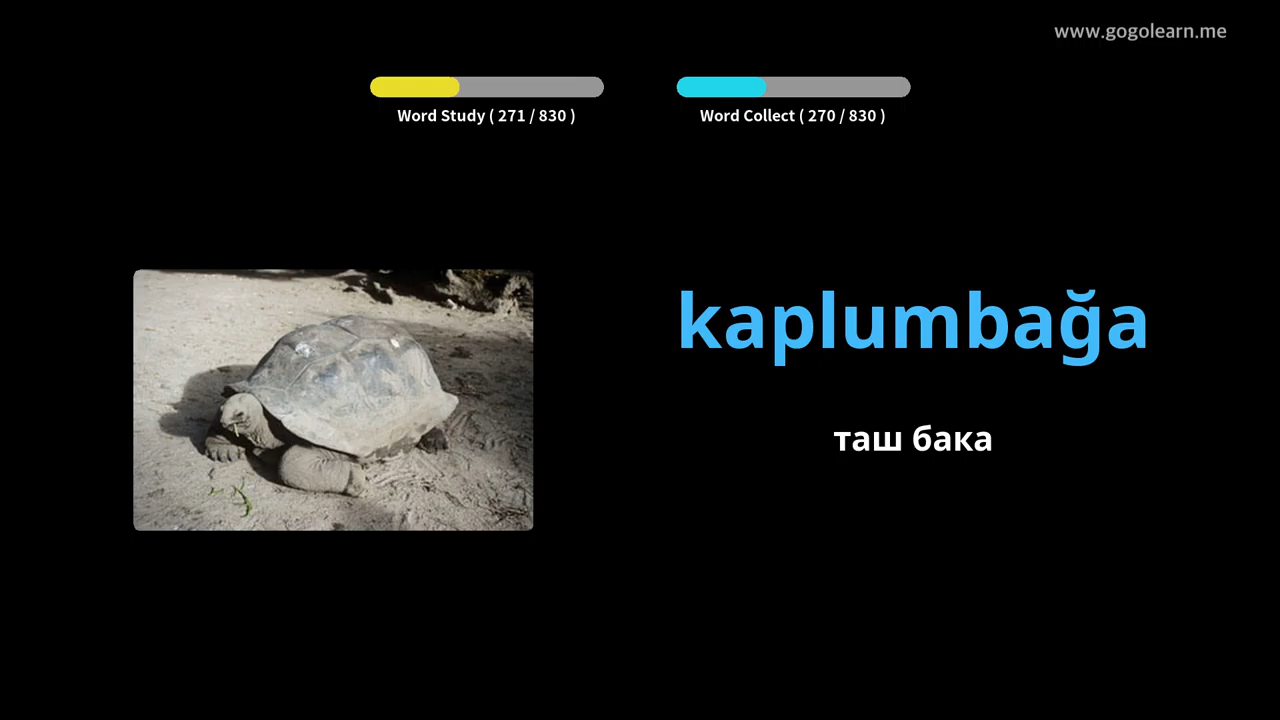 www.gogolearn.me
Word Study ( 271 / 830 )
Word Collect ( 270 / 830 )
kaplumbağa
таш бака